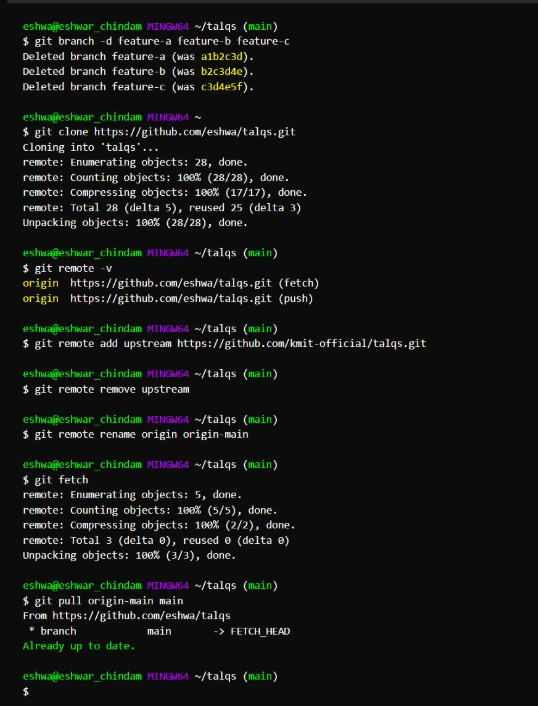 eshwa@eshwar_chindam MINGW64 ~/talqs (main)
$ git branch -d feature-a feature-b feature-c
Deleted branch feature-a (was a1b2c3d).
Deleted branch feature-b (was b2c3d4e).
Deleted branch feature-c (was c3d4e5f).
eshwa@eshwar_chindam MINGW64 ~
$ git clone https://github.com/eshwa/talqs.git
Cloning into 'talqs'...
remote: Enumerating objects: 28, done.
remote: Counting objects: 100% (28/28), done.
remote: Compressing objects: 100% (17/17), done.
remote: Total 28 (delta 5), reused 25 (delta 3)
Unpacking objects: 100% (28/28), done.
eshwa@eshwar_chindam MINGW64 ~/talqs (main)
$ git remote -v
origin  https://github.com/eshwa/talqs.git (fetch)
origin  https://github.com/eshwa/talqs.git (push)
eshwa@eshwar_chindam MINGW64 ~/talqs (main)
$ git remote add upstream https://github.com/kmit-official/talqs.git
eshwa@eshwar_chindam MINGW64 ~/talqs (main)
$ git remote remove upstream
eshwa@eshwar_chindam MINGW64 ~/talqs (main)
$ git remote rename origin origin-main
eshwa@eshwar_chindam MINGW64 ~/talqs (main)
$ git fetch
remote: Enumerating objects: 5, done.
remote: Counting objects: 100% (5/5), done.
remote: Compressing objects: 100% (2/2), done.
remote: Total 3 (delta 0), reused 0 (delta 0)
Unpacking objects: 100% (3/3), done.
eshwa@eshwar_chindam MINGW64 ~/talqs (main)
$ git pull origin-main main
From https://github.com/eshwa/talqs
 * branch            main       -> FETCH_HEAD
Already up to date.
eshwa@eshwar_chindam MINGW64 ~/talqs (main)
$